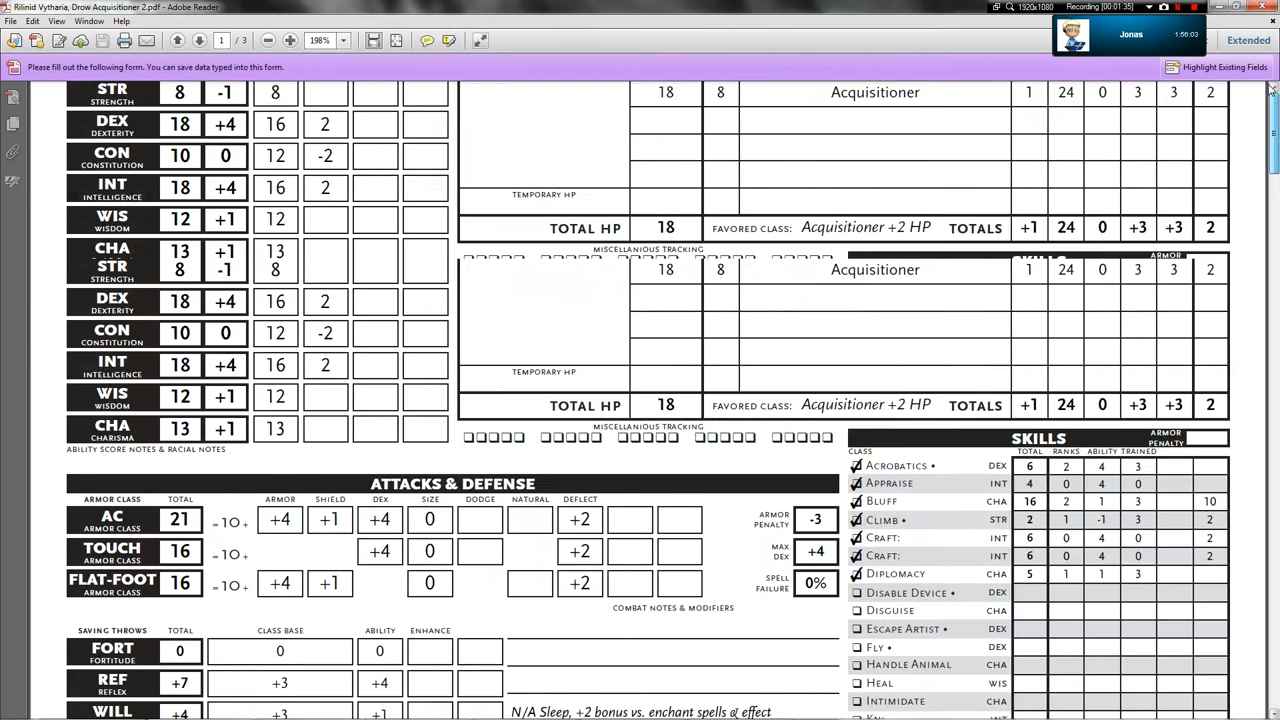 Rilinid Vytharia, Drow Acquisitioner 2.pdf - Adobe Reader
1920x1080 Recording [00:01:35]
File Edit View Window Help
Jonas 1:56:03
1 / 3 198% Extended
Please fill out the following form. You can save data typed into this form. Highlight Existing Fields
STR STRENGTH 8 -1 8 18 8 Acquisitioner 1 24 0 3 3 2
DEX DEXTERITY 18 +4 16 2
CON CONSTITUTION 10 0 12 -2
INT INTELLIGENCE 18 +4 16 2 TEMPORARY HP
WIS WISDOM 12 +1 12 TOTAL HP 18 FAVORED CLASS: Acquisitioner +2 HP TOTALS +1 24 0 +3 +3 2
CHA 13 +1 13 MISCELLANIOUS TRACKING
STR STRENGTH 8 -1 8 18 8 Acquisitioner 1 24 0 3 3 2
DEX DEXTERITY 18 +4 16 2
CON CONSTITUTION 10 0 12 -2
INT INTELLIGENCE 18 +4 16 2 TEMPORARY HP
WIS WISDOM 12 +1 12 TOTAL HP 18 FAVORED CLASS: Acquisitioner +2 HP TOTALS +1 24 0 +3 +3 2
CHA CHARISMA 13 +1 13 MISCELLANIOUS TRACKING
ABILITY SCORE NOTES & RACIAL NOTES
SKILLS ARMOR PENALTY
CLASS TOTAL RANKS ABILITY TRAINED
ACROBATICS • DEX 6 2 4 3
APPRAISE INT 4 0 4 0
BLUFF CHA 16 2 1 3 10
CLIMB • STR 2 1 -1 3 2
CRAFT: INT 6 0 4 0 2
CRAFT: INT 6 0 4 0 2
DIPLOMACY CHA 5 1 1 3
DISABLE DEVICE • DEX
DISGUISE CHA
ESCAPE ARTIST • DEX
FLY • DEX
HANDLE ANIMAL CHA
HEAL WIS
INTIMIDATE CHA
ATTACKS & DEFENSE
ARMOR CLASS TOTAL ARMOR SHIELD DEX SIZE DODGE NATURAL DEFLECT
AC ARMOR CLASS 21 =10+ +4 +1 +4 0 +2 ARMOR PENALTY -3
TOUCH ARMOR CLASS 16 =10+ +4 0 +2 MAX DEX +4
FLAT-FOOT ARMOR CLASS 16 =10+ +4 +1 0 +2 SPELL FAILURE 0%
COMBAT NOTES & MODIFIERS
SAVING THROWS TOTAL CLASS BASE ABILITY ENHANCE
FORT FORTITUDE 0 0 0
REF REFLEX +7 +3 +4
WILL +4 +3 +1 N/A Sleep, +2 bonus vs. enchant spells & effect